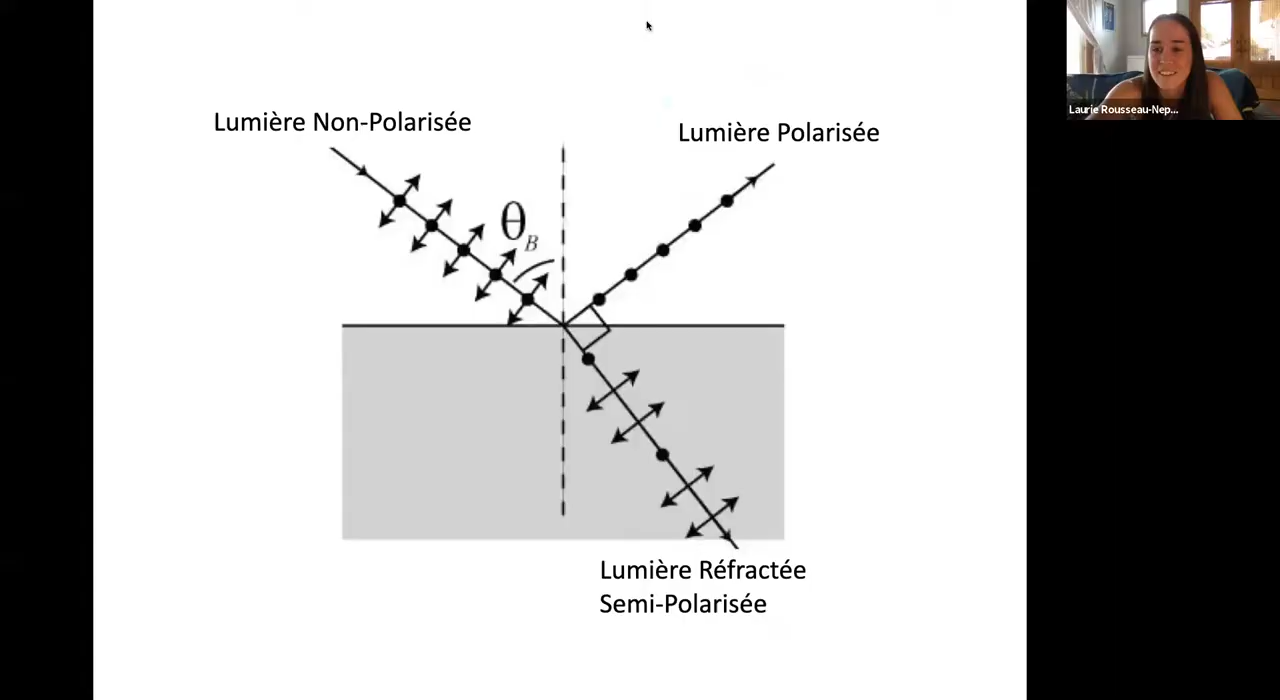 Lumière Non-Polarisée
Lumière Polarisée
θB
Lumière Réfractée
Semi-Polarisée
Laurie Rousseau-Nep...